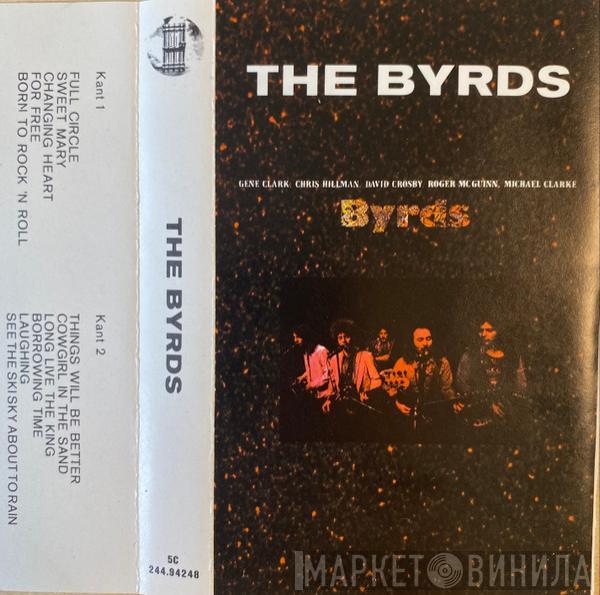 Kant 1
FULL CIRCLE
SWEET MARY
CHANGING HEART
FOR FREE
BORN TO ROCK 'N ROLL
Kant 2
THINGS WILL BE BETTER
COWGIRL IN THE SAND
LONG LIVE THE KING
BORROWING TIME
LAUGHING
SEE THE SKI SKY ABOUT TO RAIN
THE BYRDS
5C
244.94248
THE BYRDS
GENE CLARK, CHRIS HILLMAN, DAVID CROSBY, ROGER MCGUINN, MICHAEL CLARKE
Byrds
МАРКЕТ ВИНИЛА